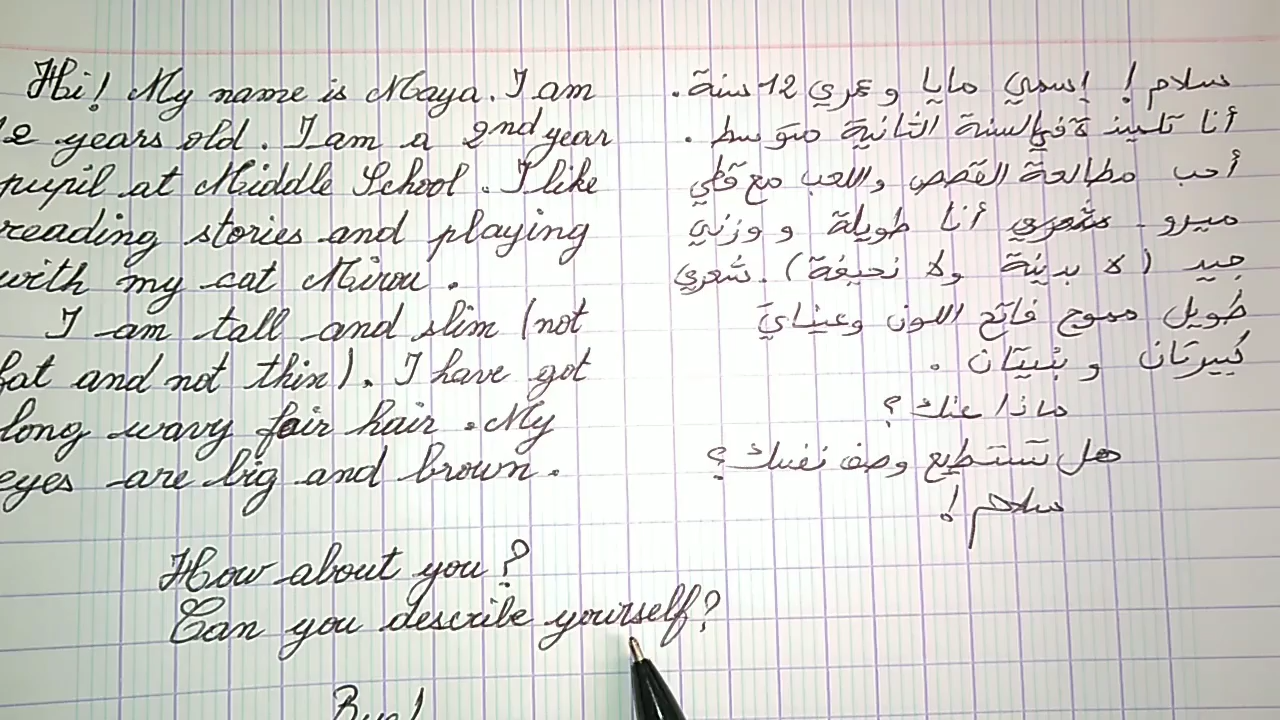 Hi! My name is Maya. I am
12 years old. I am a 2nd year
pupil at Middle School. I like
reading stories and playing
with my cat Mirou.
I am tall and slim (not
fat and not thin). I have got
long wavy fair hair. My
eyes are big and brown.
How about you?
Can you describe yourself?
Bye!
سلام! إسمي مايا وعمري 12 سنة.
أنا تلميذة في السنة الثانية متوسط.
أحب مطالعة القصص واللعب مع قطي
ميرو. أنا طويلة ووزني
جيد (لا بدينة ولا نحيفة). شعري
طويل مموج فاتح اللون وعيناي
كبيرتان وبنيتان.
ماذا عنك؟
هل تستطيع وصف نفسك؟
سلام!